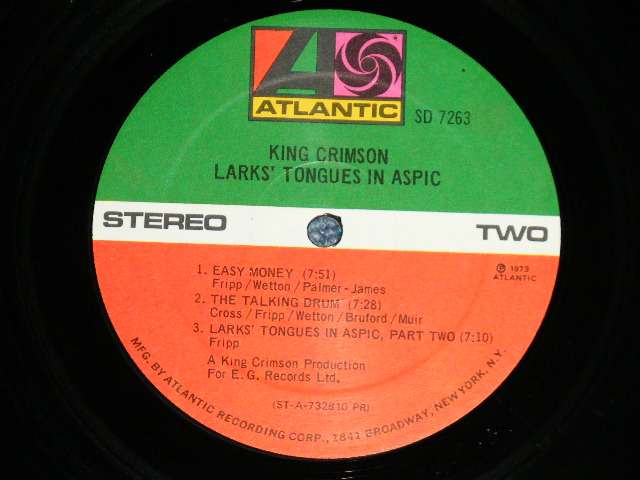 ATLANTIC
SD 7263
KING CRIMSON
LARKS' TONGUES IN ASPIC
STEREO
TWO
1. EASY MONEY (7:51)
Fripp/Wetton/Palmer-James
℗ 1973
ATLANTIC
2. THE TALKING DRUM (7:28)
Cross/Fripp/Wetton/Bruford/Muir
3. LARKS' TONGUES IN ASPIC, PART TWO (7:10)
Fripp
A King Crimson Production
For E.G. Records Ltd.
(ST-A-732810 PR)
MFG. BY ATLANTIC RECORDING CORP., 1841 BROADWAY, NEW YORK, N.Y.